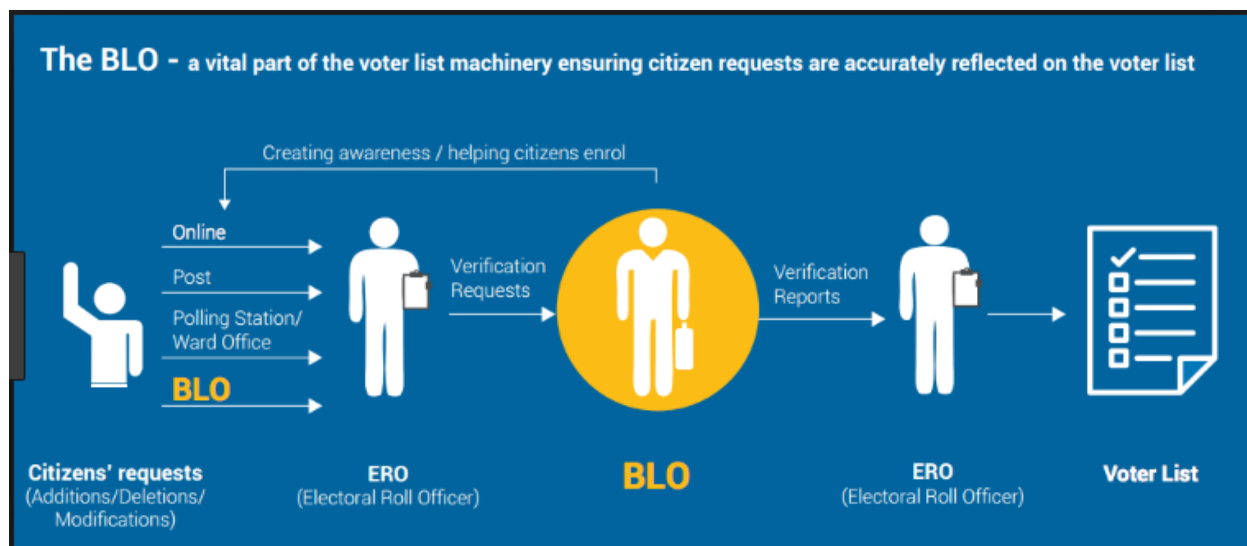 The BLO - a vital part of the voter list machinery ensuring citizen requests are accurately reflected on the voter list
Creating awareness / helping citizens enrol
Online
Post
Polling Station/
Ward Office
BLO
Verification
Requests
Verification
Reports
Citizens' requests
(Additions/Deletions/
Modifications)
ERO
(Electoral Roll Officer)
BLO
ERO
(Electoral Roll Officer)
Voter List